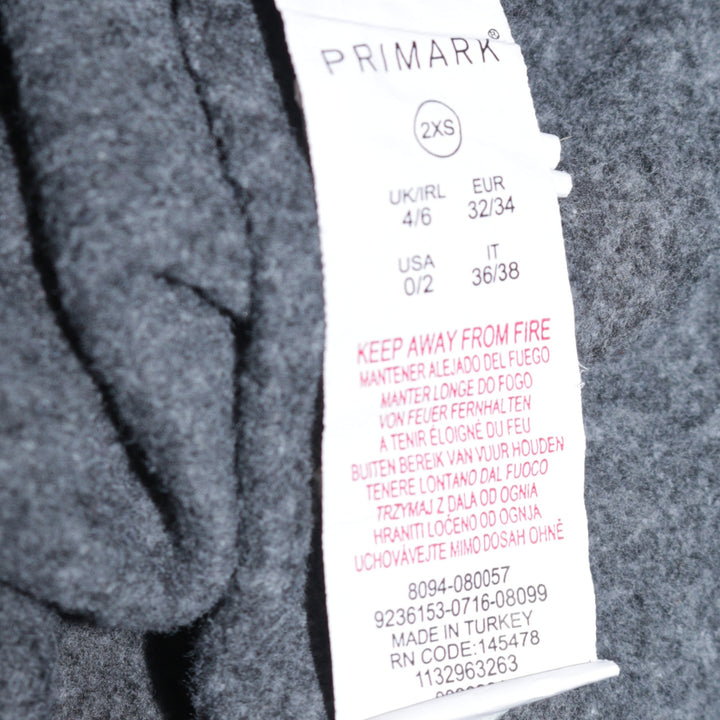 PRIMARK®
2XS
UK/IRL EUR
4/6 32/34
USA IT
0/2 36/38
KEEP AWAY FROM FIRE
MANTENER ALEJADO DEL FUEGO
MANTER LONGE DO FOGO
VON FEUER FERNHALTEN
A TENIR ÉLOIGNÉ DU FEU
BUITEN BEREIK VAN VUUR HOUDEN
TENERE LONTANO DAL FUOCO
TRZYMAJ Z DALA OD OGNIA
HRANITI LOČENO OD OGNJA
UCHOVÁVEJTE MIMO DOSAH OHNĚ
8094-080057
9236153-0716-08099
MADE IN TURKEY
RN CODE: 145478
1132963263